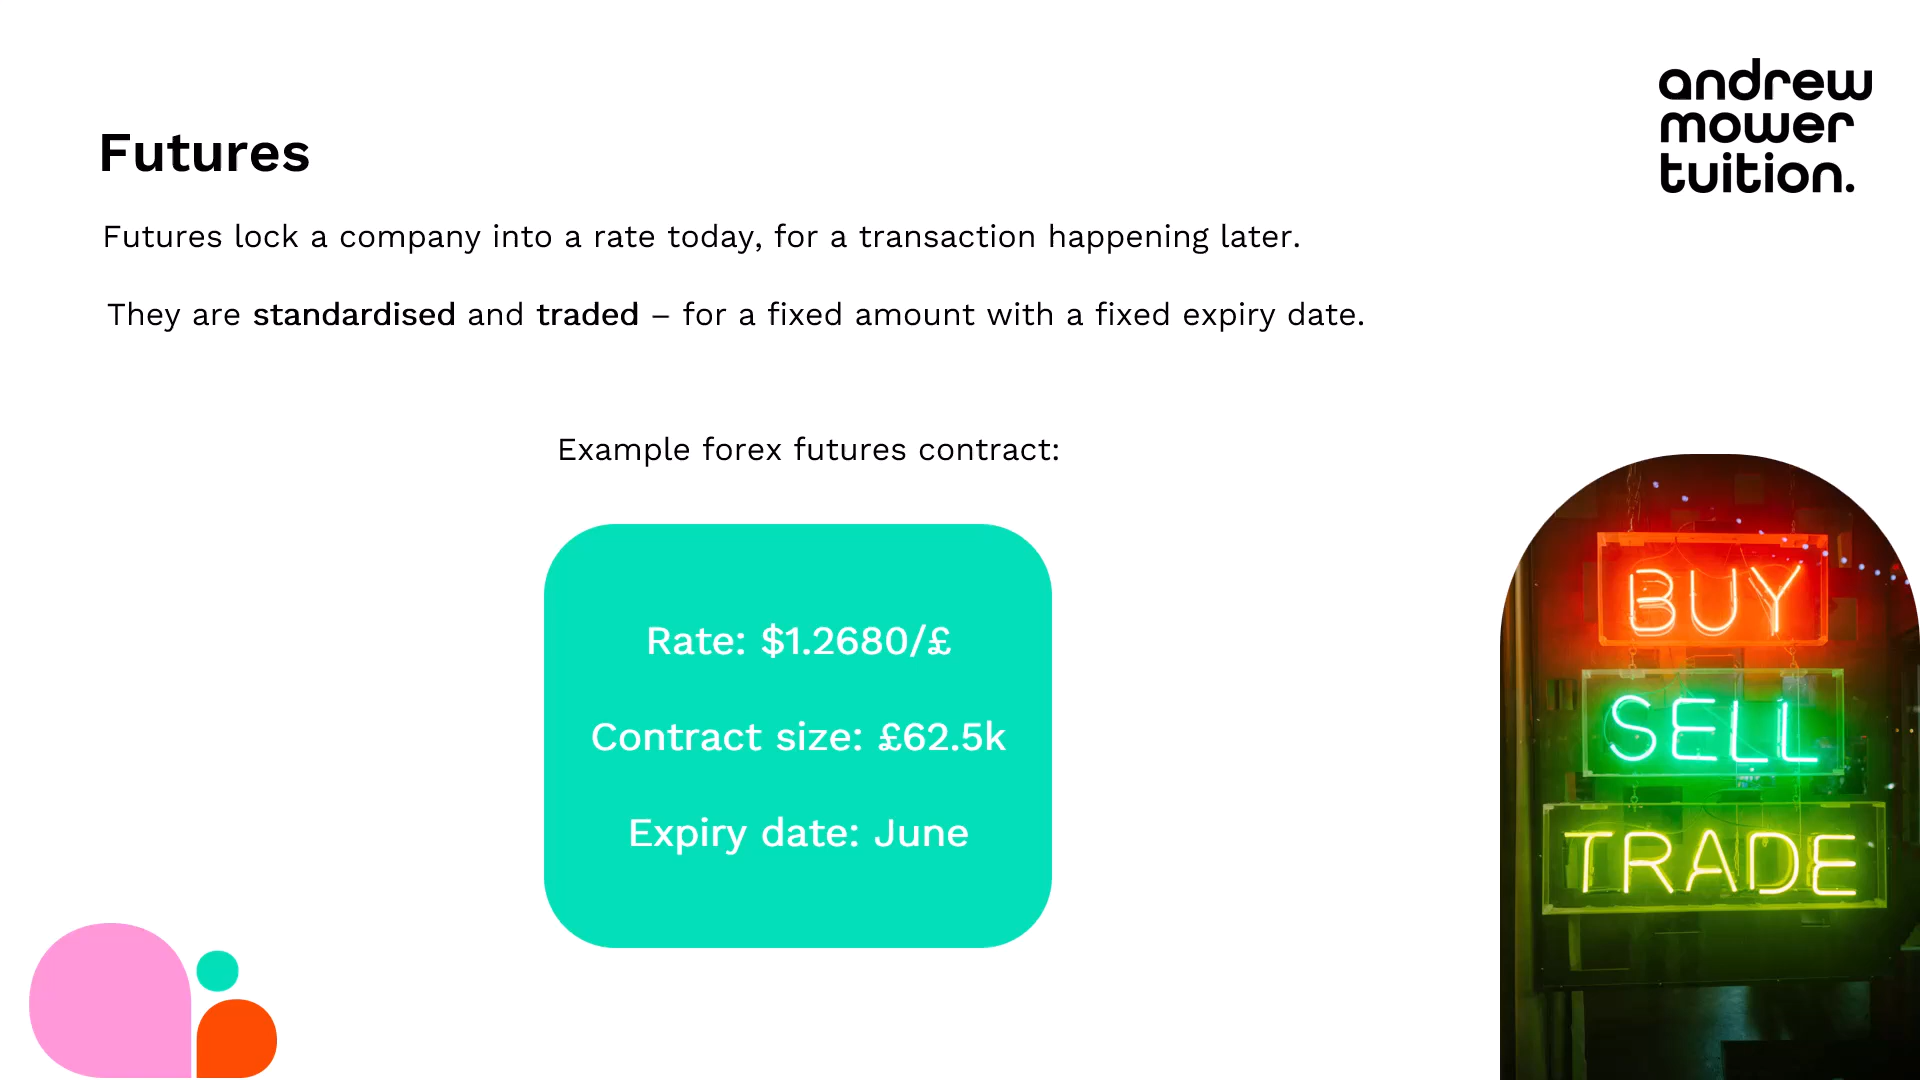 andrew
mower
tuition.
Futures
Futures lock a company into a rate today, for a transaction happening later.
They are standardised and traded – for a fixed amount with a fixed expiry date.
Example forex futures contract:
Rate: $1.2680/£
Contract size: £62.5k
Expiry date: June
BUY
SELL
TRADE